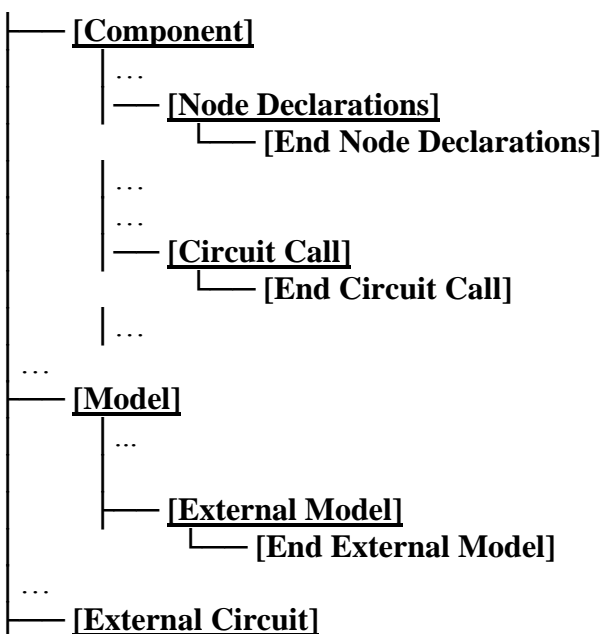 [Component]
...
[Node Declarations]
[End Node Declarations]
...
...
[Circuit Call]
[End Circuit Call]
...
...
[Model]
...
[External Model]
[End External Model]
...
[External Circuit]